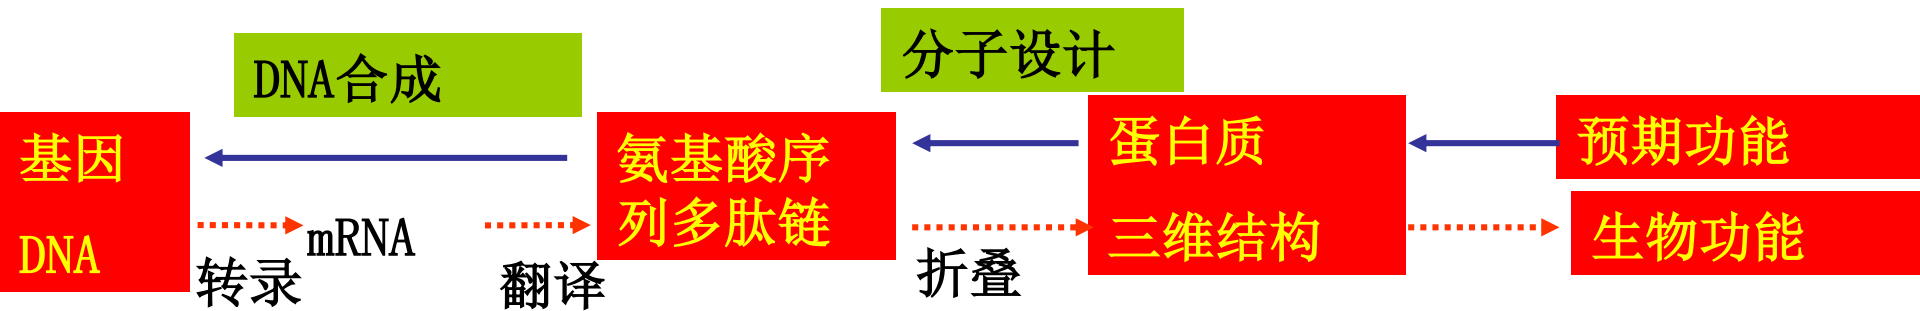 分子设计
DNA合成
基因
DNA
氨基酸序
列多肽链
蛋白质
三维结构
预期功能
生物功能
mRNA
转录
翻译
折叠